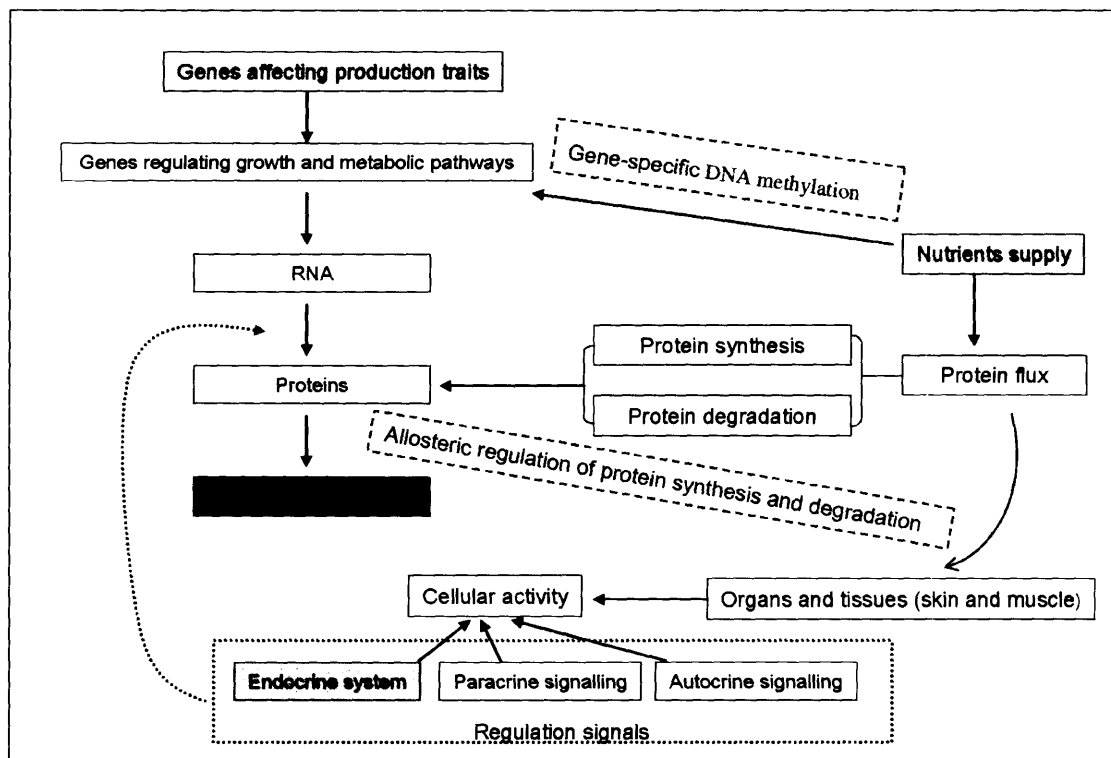 Genes affecting production traits
Genes regulating growth and metabolic pathways
Gene-specific DNA methylation
Nutrients supply
RNA
Protein synthesis
Proteins
Protein flux
Protein degradation
Allosteric regulation of protein synthesis and degradation
Cellular activity
Organs and tissues (skin and muscle)
Endocrine system
Paracrine signalling
Autocrine signalling
Regulation signals